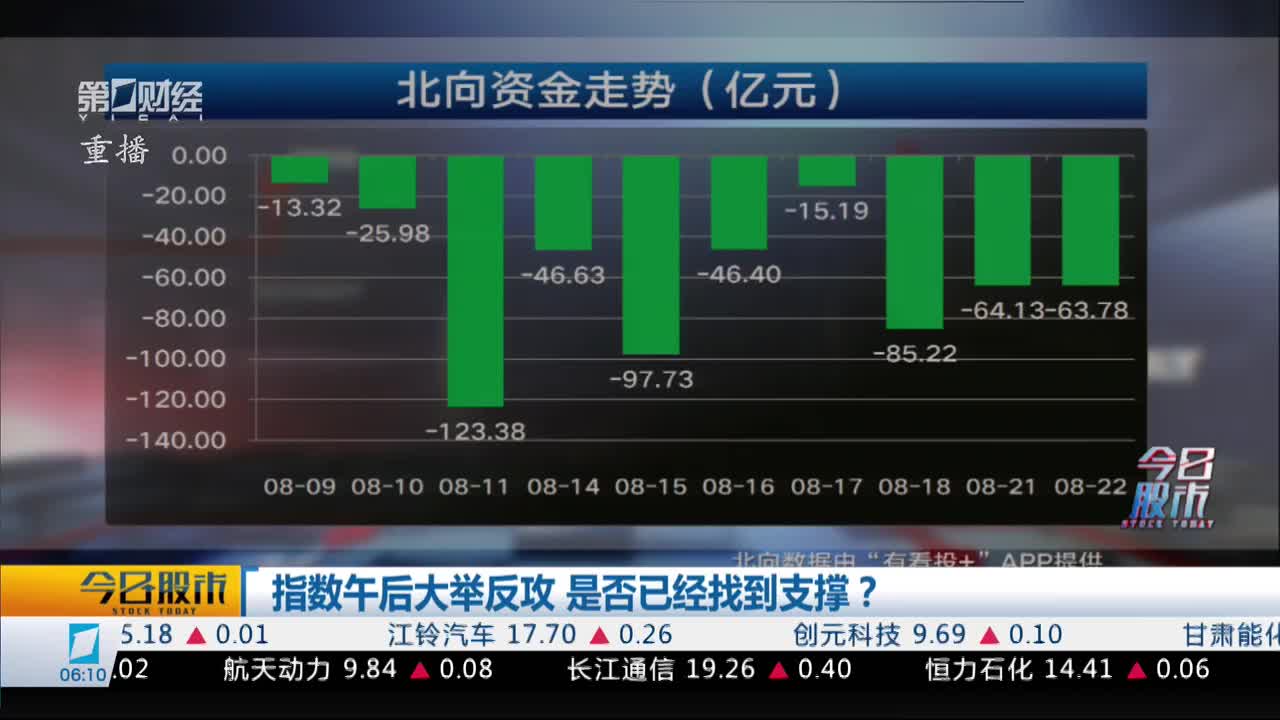 北向资金走势（亿元）
第一财经
YICAI
重播
0.00
-20.00
-40.00
-60.00
-80.00
-100.00
-120.00
-140.00
-13.32
-25.98
-123.38
-46.63
-97.73
-46.40
-15.19
-85.22
-64.13
-63.78
08-09 08-10 08-11 08-14 08-15 08-16 08-17 08-18 08-21 08-22
今日
股市
STOCK TODAY
北向数据由“有看投+”APP提供
今日股市
STOCK TODAY
指数午后大举反攻 是否已经找到支撑？
5.18 ▲ 0.01 江铃汽车 17.70 ▲ 0.26 创元科技 9.69 ▲ 0.10 甘肃能化
06:10
.02 航天动力 9.84 ▲ 0.08 长江通信 19.26 ▲ 0.40 恒力石化 14.41 ▲ 0.06